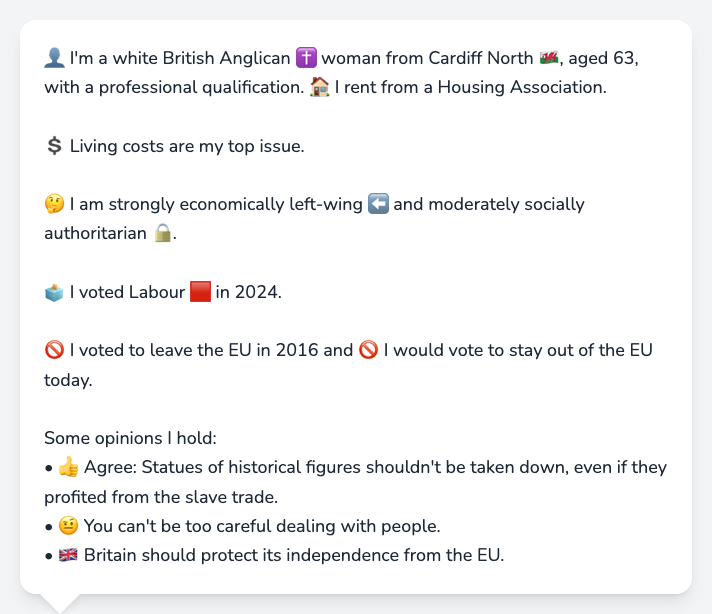 👤 I'm a white British Anglican ✝️ woman from Cardiff North 🏴󠁧󠁢󠁷󠁬󠁳󠁿, aged 63,
with a professional qualification. 🏠 I rent from a Housing Association.
💲 Living costs are my top issue.
🤔 I am strongly economically left-wing ⬅️ and moderately socially
authoritarian 🔒.
🗳️ I voted Labour 🟥 in 2024.
🚫 I voted to leave the EU in 2016 and 🚫 I would vote to stay out of the EU
today.
Some opinions I hold:
• 👍 Agree: Statues of historical figures shouldn't be taken down, even if they
profited from the slave trade.
• 🤨 You can't be too careful dealing with people.
• 🇬🇧 Britain should protect its independence from the EU.